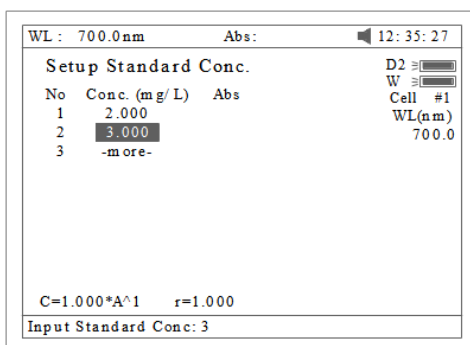 WL: 700.0nm Abs: 12:35:27
Setup Standard Conc.
D2
W
No Conc. (mg/L) Abs
Cell #1
1 2.000
WL(nm)
2 3.000
700.0
3 -more-
C=1.000*A^1 r=1.000
Input Standard Conc: 3